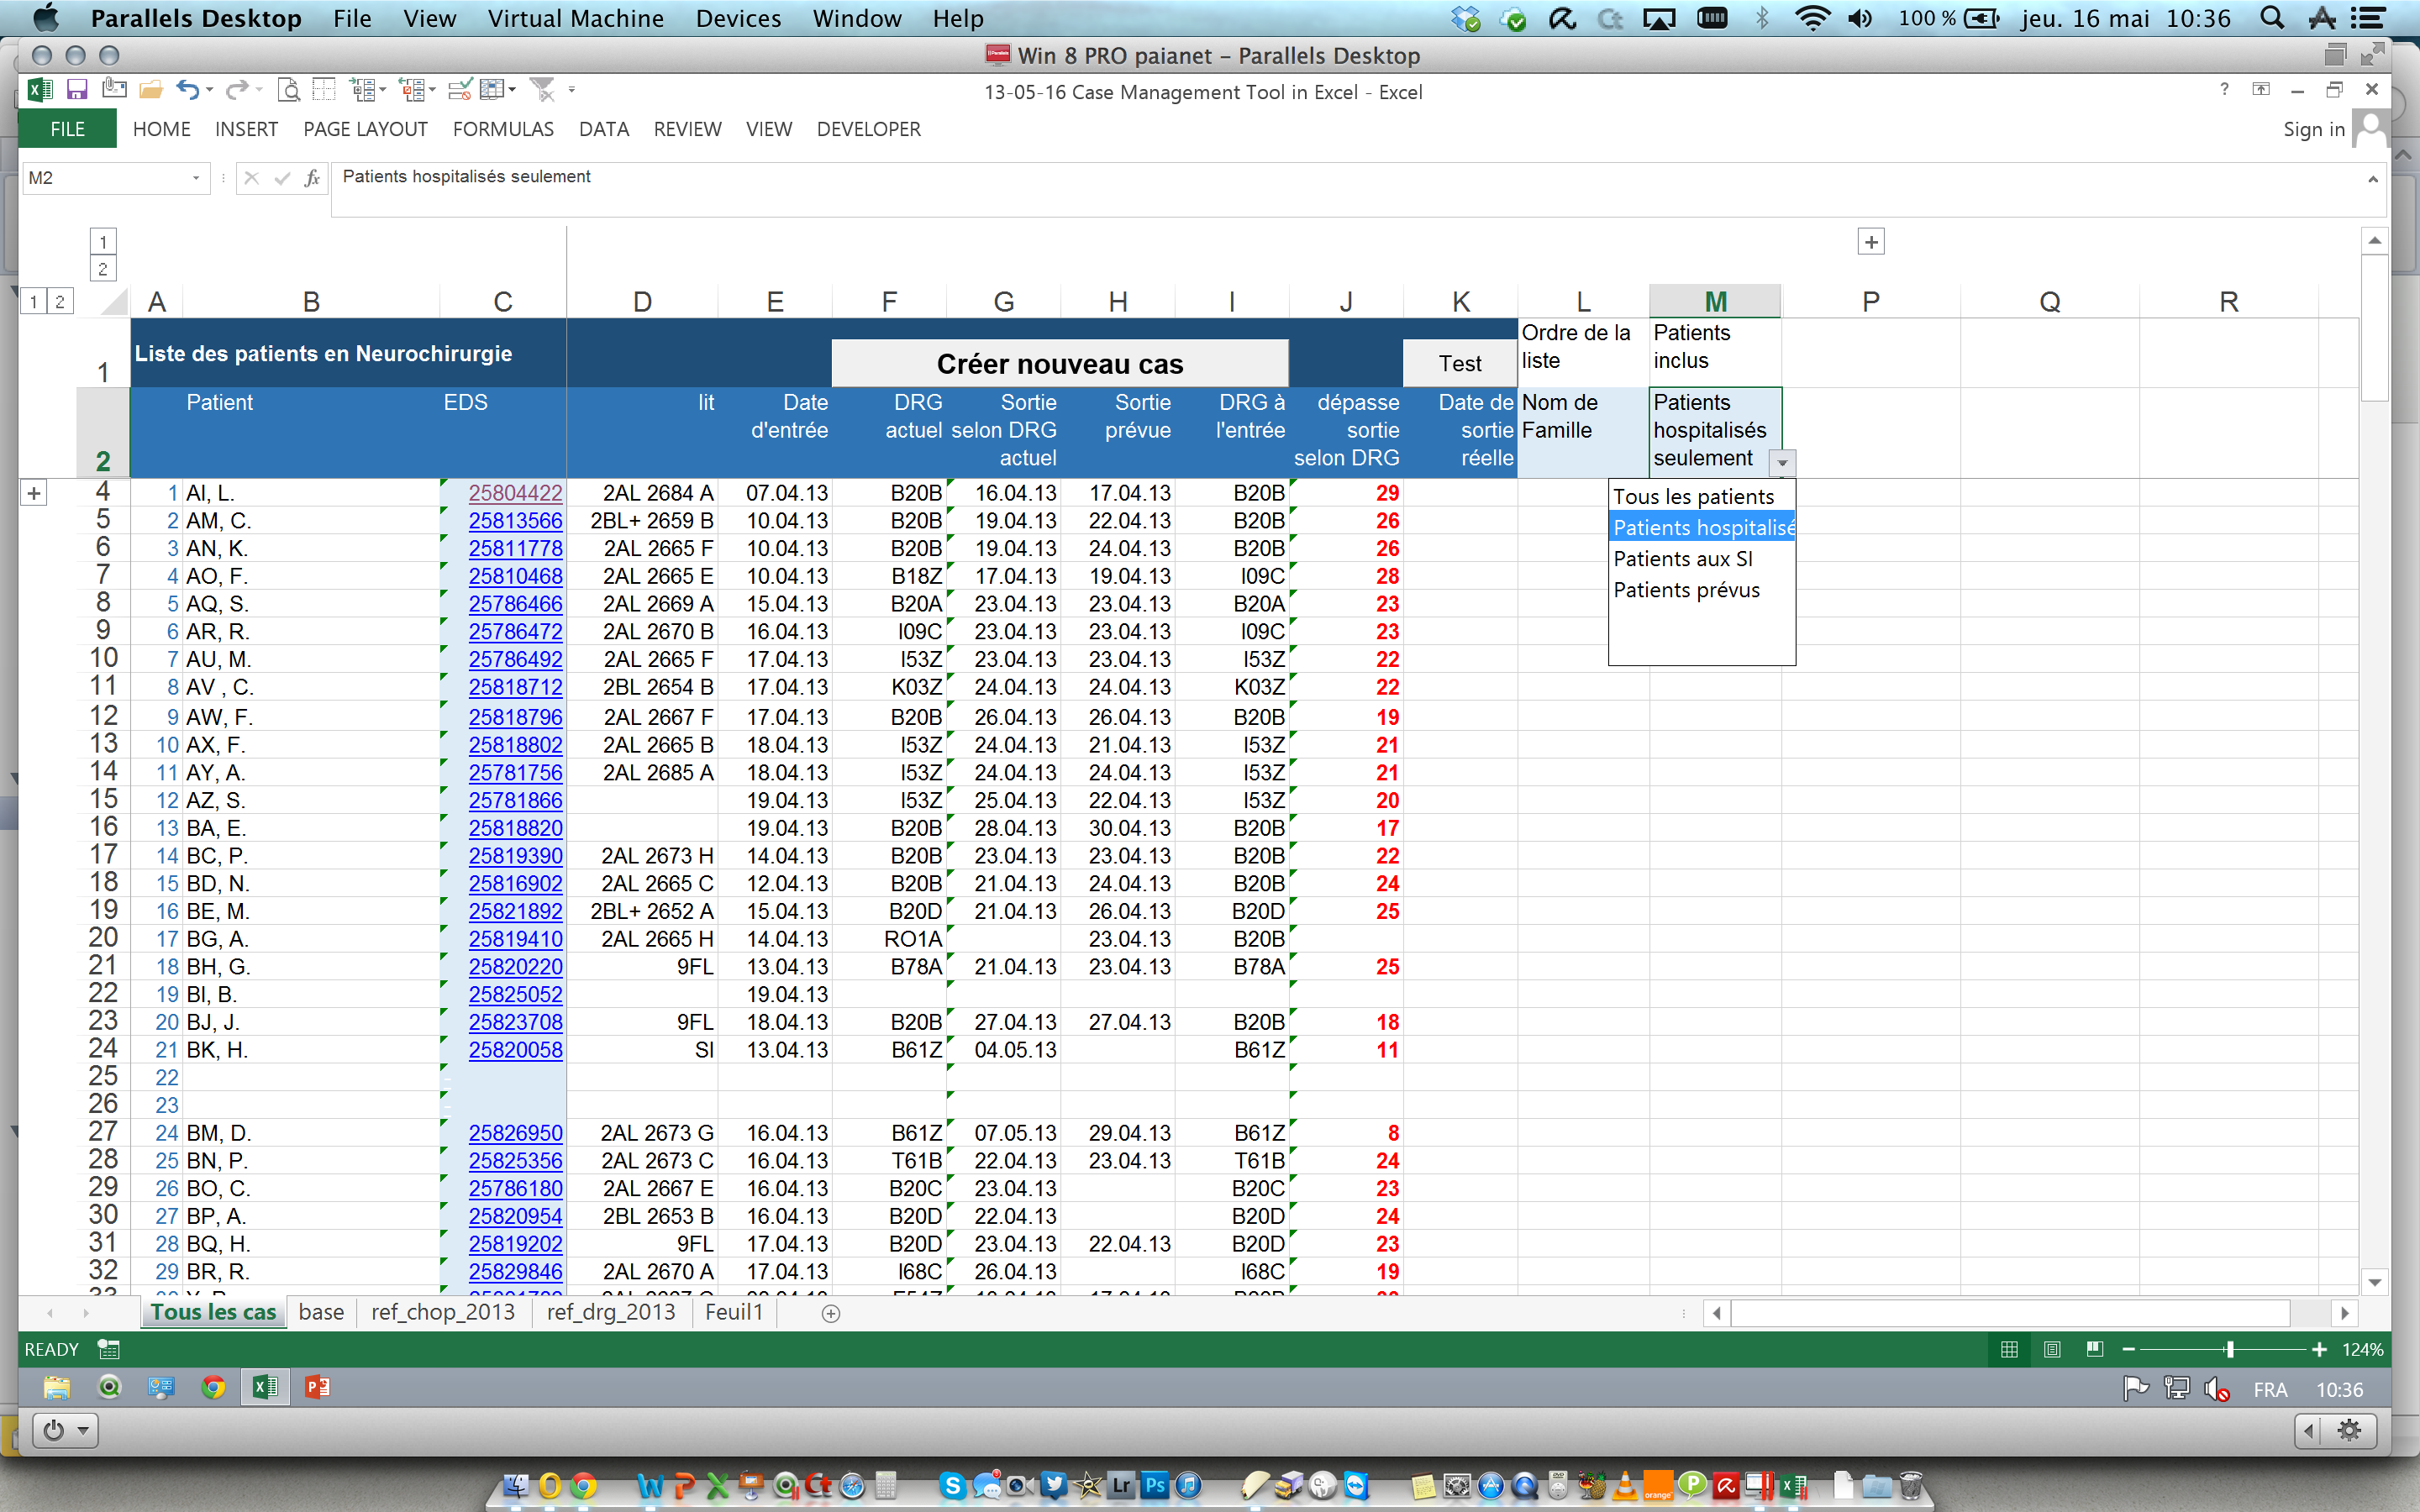 Parallels Desktop File View Virtual Machine Devices Window Help 100 % jeu. 16 mai 10:36
Win 8 PRO paianet – Parallels Desktop
13-05-16 Case Management Tool in Excel - Excel
FILE HOME INSERT PAGE LAYOUT FORMULAS DATA REVIEW VIEW DEVELOPER Sign in
M2 fx Patients hospitalisés seulement
1
2
1 2 A B C D E F G H I J K L M P Q R
1 Liste des patients en Neurochirurgie Créer nouveau cas Test Ordre de la liste Patients inclus
2 Patient EDS lit Date d'entrée DRG actuel Sortie selon DRG actuel Sortie prévue DRG à l'entrée dépasse sortie selon DRG Date de sortie réelle Nom de Famille Patients hospitalisés seulement
4 1 AI, L. 25804422 2AL 2684 A 07.04.13 B20B 16.04.13 17.04.13 B20B 29
5 2 AM, C. 25813566 2BL+ 2659 B 10.04.13 B20B 19.04.13 22.04.13 B20B 26
6 3 AN, K. 25811778 2AL 2665 F 10.04.13 B20B 19.04.13 24.04.13 B20B 26
7 4 AO, F. 25810468 2AL 2665 E 10.04.13 B18Z 17.04.13 19.04.13 I09C 28
8 5 AQ, S. 25786466 2AL 2669 A 15.04.13 B20A 23.04.13 23.04.13 B20A 23
9 6 AR, R. 25786472 2AL 2670 B 16.04.13 I09C 23.04.13 23.04.13 I09C 23
10 7 AU, M. 25786492 2AL 2665 F 17.04.13 I53Z 23.04.13 23.04.13 I53Z 22
11 8 AV , C. 25818712 2BL 2654 B 17.04.13 K03Z 24.04.13 24.04.13 K03Z 22
12 9 AW, F. 25818796 2AL 2667 F 17.04.13 B20B 26.04.13 26.04.13 B20B 19
13 10 AX, F. 25818802 2AL 2665 B 18.04.13 I53Z 24.04.13 21.04.13 I53Z 21
14 11 AY, A. 25781756 2AL 2685 A 18.04.13 I53Z 24.04.13 24.04.13 I53Z 21
15 12 AZ, S. 25781866 19.04.13 I53Z 25.04.13 22.04.13 I53Z 20
16 13 BA, E. 25818820 19.04.13 B20B 28.04.13 30.04.13 B20B 17
17 14 BC, P. 25819390 2AL 2673 H 14.04.13 B20B 23.04.13 23.04.13 B20B 22
18 15 BD, N. 25816902 2AL 2665 C 12.04.13 B20B 21.04.13 24.04.13 B20B 24
19 16 BE, M. 25821892 2BL+ 2652 A 15.04.13 B20D 21.04.13 26.04.13 B20D 25
20 17 BG, A. 25819410 2AL 2665 H 14.04.13 RO1A 23.04.13 B20B
21 18 BH, G. 25820220 9FL 13.04.13 B78A 21.04.13 23.04.13 B78A 25
22 19 BI, B. 25825052 19.04.13
23 20 BJ, J. 25823708 9FL 18.04.13 B20B 27.04.13 27.04.13 B20B 18
24 21 BK, H. 25820058 SI 13.04.13 B61Z 04.05.13 B61Z 11
25 22
26 23
27 24 BM, D. 25826950 2AL 2673 G 16.04.13 B61Z 07.05.13 29.04.13 B61Z 8
28 25 BN, P. 25825356 2AL 2673 C 16.04.13 T61B 22.04.13 23.04.13 T61B 24
29 26 BO, C. 25786180 2AL 2667 E 16.04.13 B20C 23.04.13 B20C 23
30 27 BP, A. 25820954 2BL 2653 B 16.04.13 B20D 22.04.13 B20D 24
31 28 BQ, H. 25819202 9FL 17.04.13 B20D 23.04.13 22.04.13 B20D 23
32 29 BR, R. 25829846 2AL 2670 A 17.04.13 I68C 26.04.13 I68C 19
Tous les patients
Patients hospitalisé
Patients aux SI
Patients prévus
Tous les cas base ref_chop_2013 ref_drg_2013 Feuil1
READY 124%
FRA 10:36
Lr Ps orange